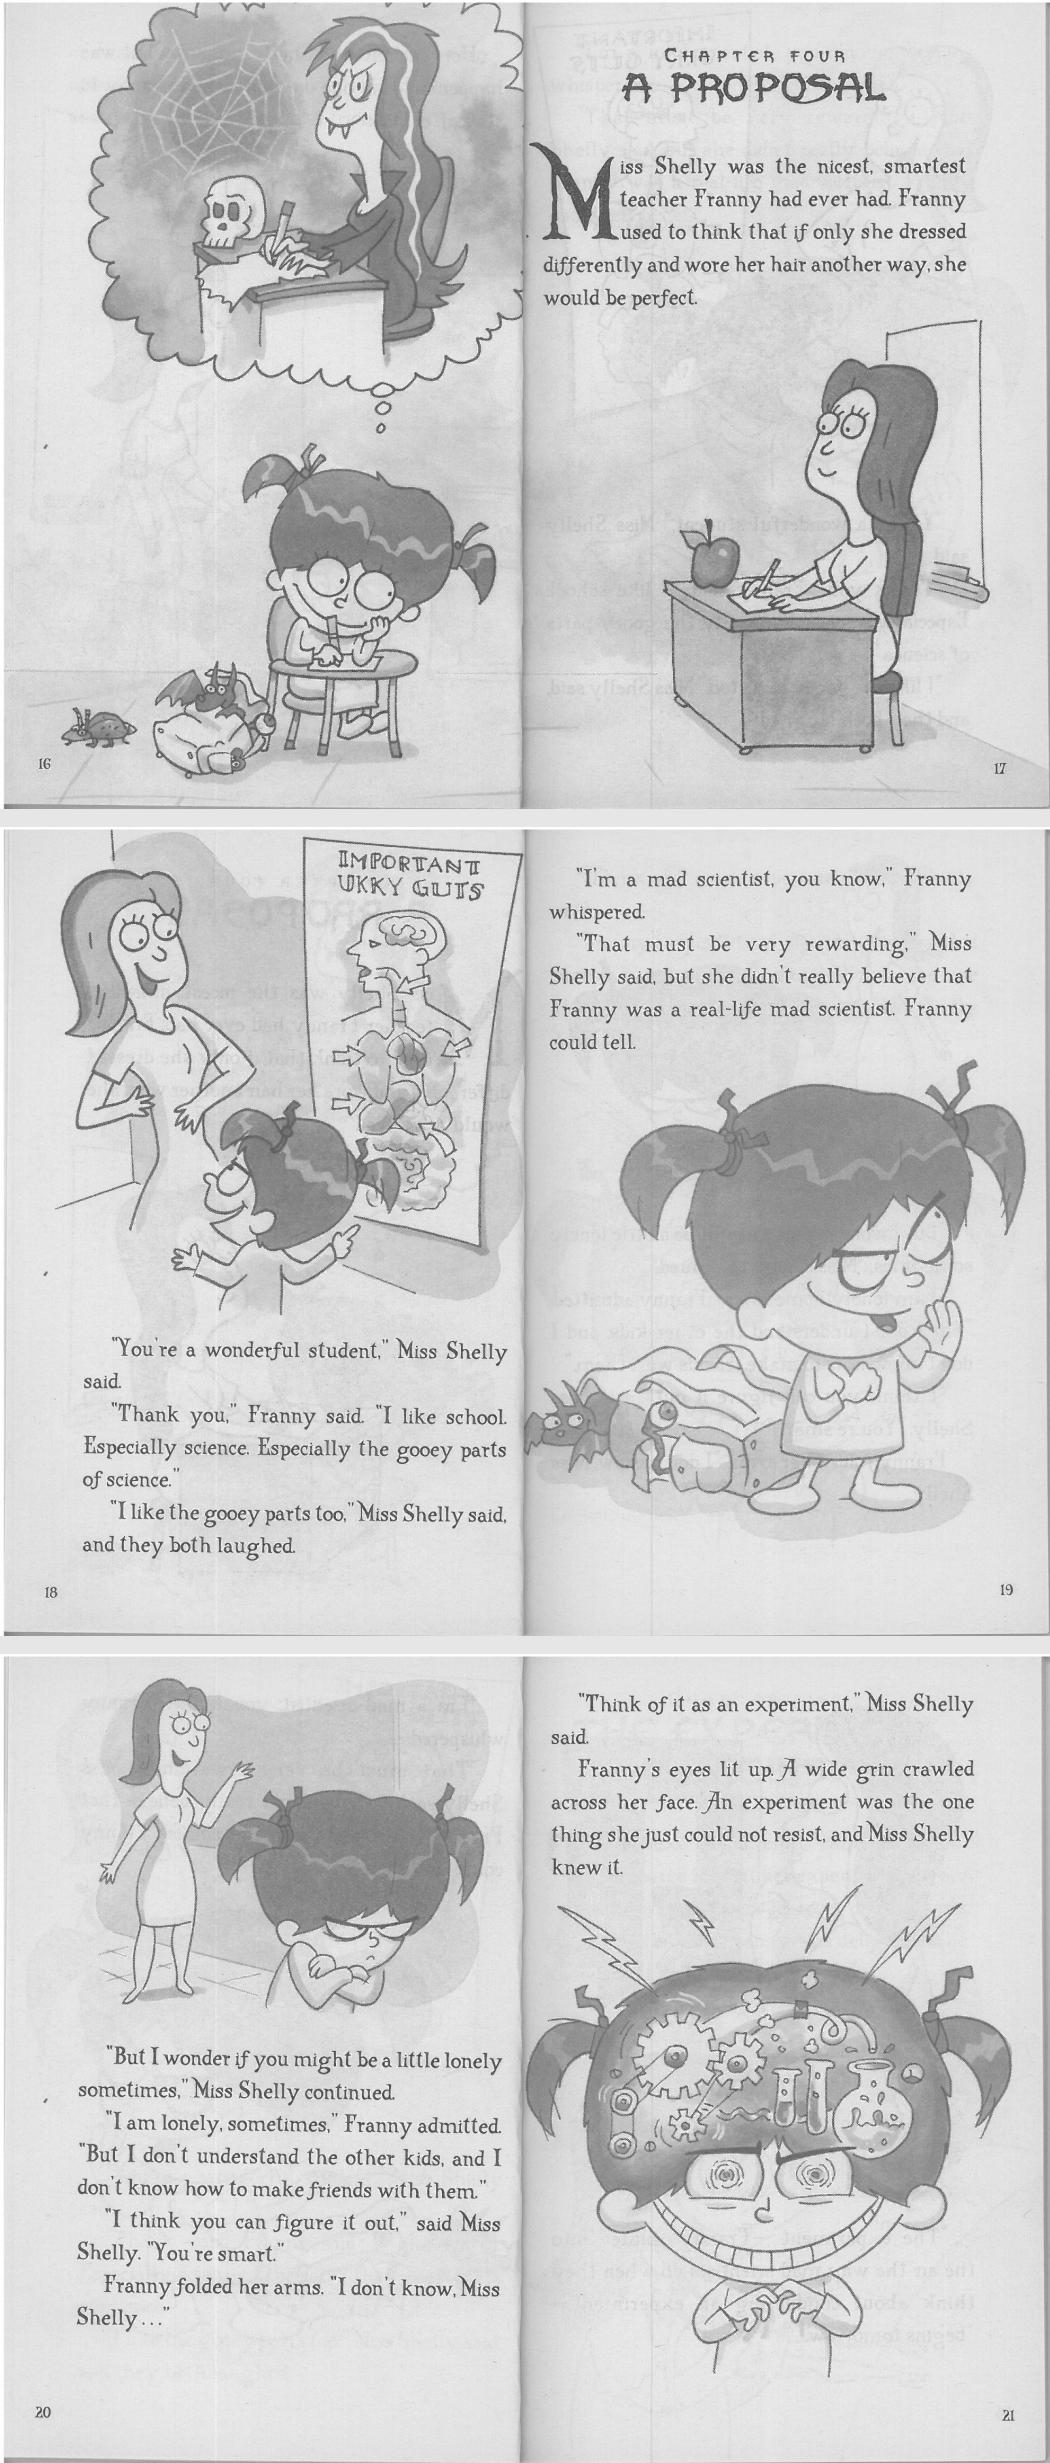 16
CHAPTER FOUR
A PROPOSAL
Miss Shelly was the nicest, smartest
teacher Franny had ever had. Franny
used to think that if only she dressed
differently and wore her hair another way, she
would be perfect.
17
IMPORTANT
UKKY GUTS
"You're a wonderful student," Miss Shelly
said.
"Thank you," Franny said. "I like school.
Especially science. Especially the gooey parts
of science."
"I like the gooey parts too," Miss Shelly said,
and they both laughed.
18
"I'm a mad scientist, you know," Franny
whispered.
"That must be very rewarding," Miss
Shelly said, but she didn't really believe that
Franny was a real-life mad scientist. Franny
could tell.
19
"But I wonder if you might be a little lonely
sometimes," Miss Shelly continued.
"I am lonely, sometimes," Franny admitted.
"But I don't understand the other kids, and I
don't know how to make friends with them."
"I think you can figure it out," said Miss
Shelly. "You're smart."
Franny folded her arms. "I don't know, Miss
Shelly..."
20
"Think of it as an experiment," Miss Shelly
said.
Franny's eyes lit up. A wide grin crawled
across her face. An experiment was the one
thing she just could not resist, and Miss Shelly
knew it.
21